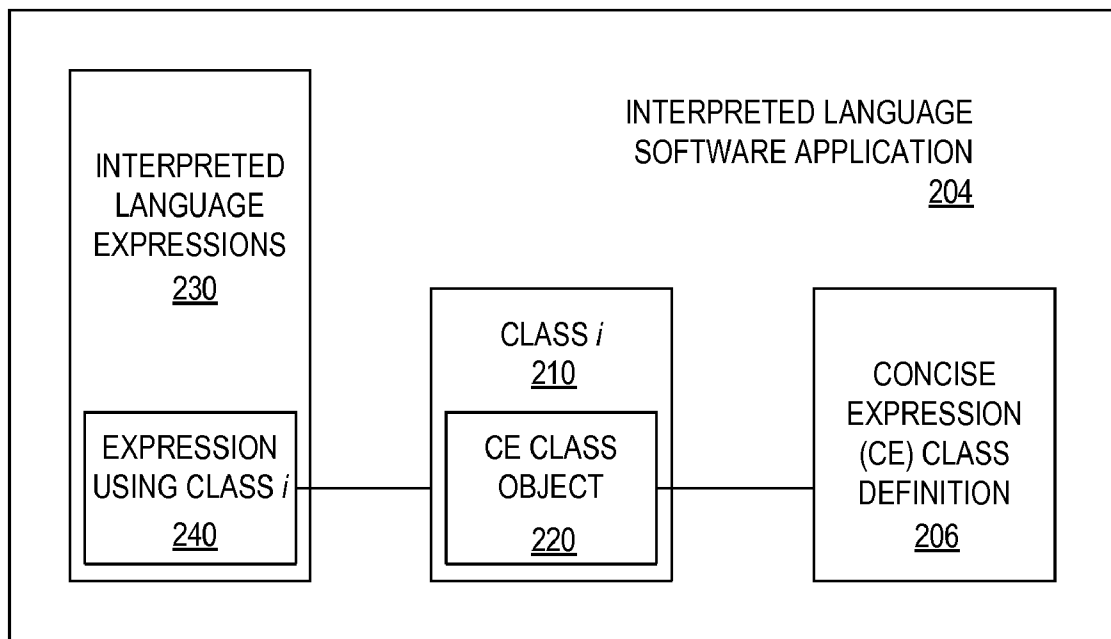 INTERPRETED LANGUAGE
SOFTWARE APPLICATION
204
INTERPRETED
LANGUAGE
EXPRESSIONS
230
EXPRESSION
USING CLASS i
240
CLASS i
210
CE CLASS
OBJECT
220
CONCISE
EXPRESSION
(CE) CLASS
DEFINITION
206